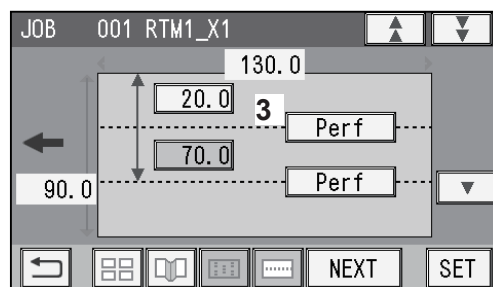 JOB 001 RTM1_X1
130.0
20.0
3
Perf
70.0
Perf
90.0
NEXT
SET